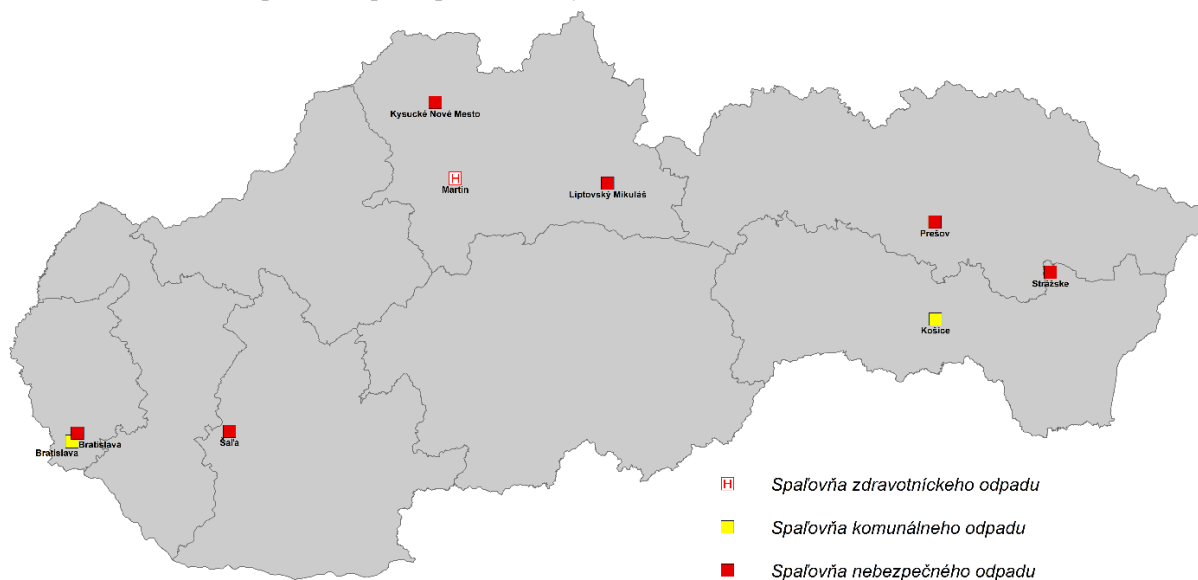 Kysucké Nové Mesto
H
Martin
Liptovský Mikuláš
Prešov
Strážske
Košice
Bratislava
Bratislava
Šaľa
H Spaľovňa zdravotníckeho odpadu
Spaľovňa komunálneho odpadu
Spaľovňa nebezpečného odpadu